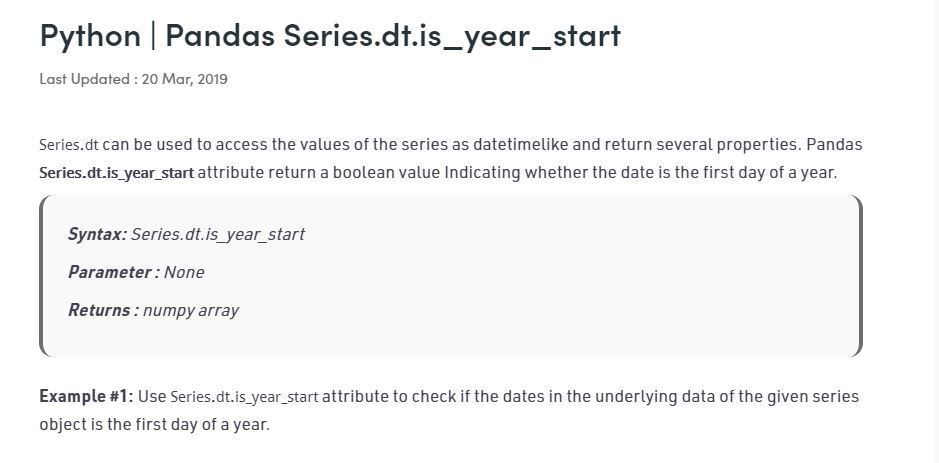 Python | Pandas Series.dt.is_year_start
Last Updated : 20 Mar, 2019
Series.dt can be used to access the values of the series as datetimelike and return several properties. Pandas
Series.dt.is_year_start attribute return a boolean value Indicating whether the date is the first day of a year.
Syntax: Series.dt.is_year_start
Parameter : None
Returns : numpy array
Example #1: Use Series.dt.is_year_start attribute to check if the dates in the underlying data of the given series
object is the first day of a year.